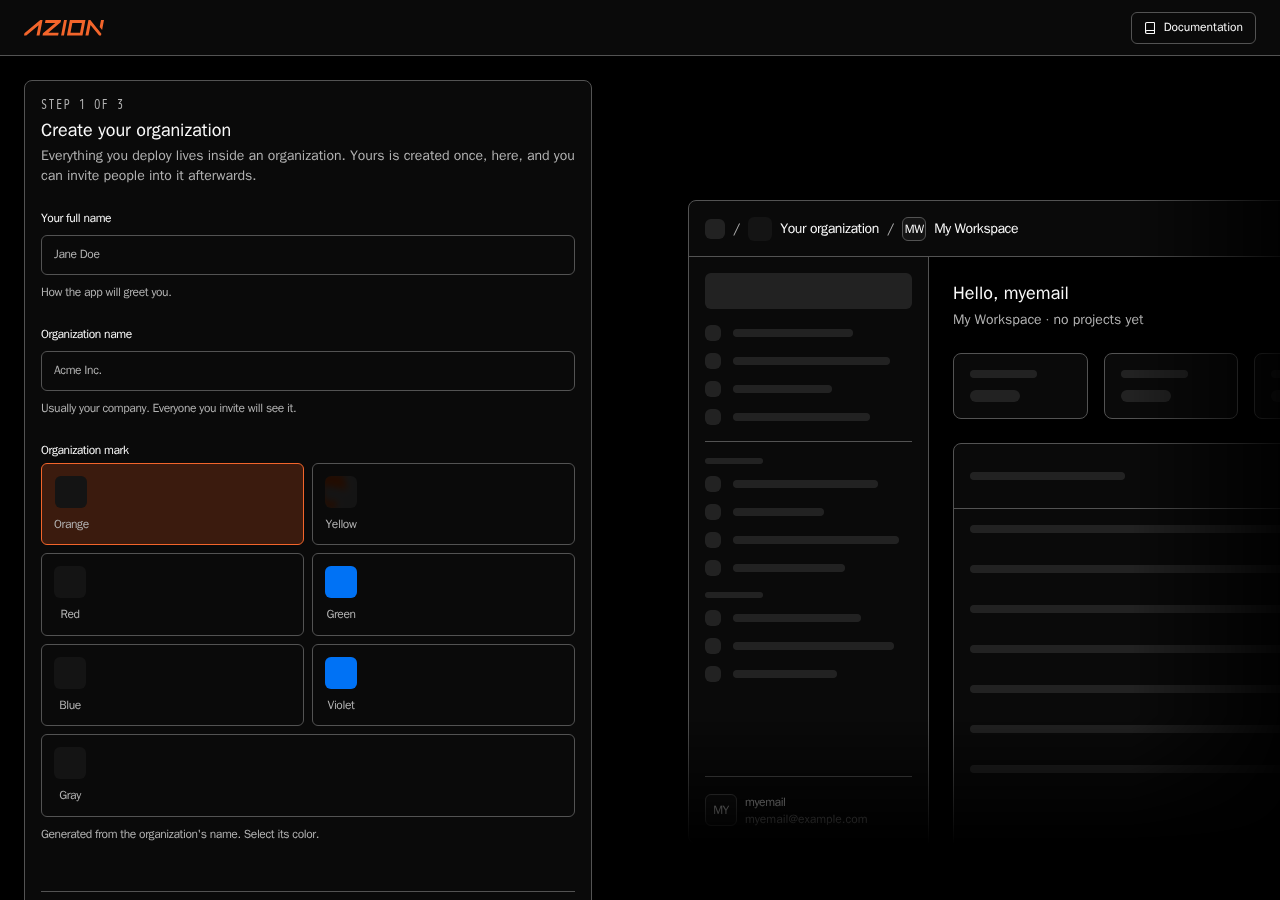 AZION
Documentation
STEP 1 OF 3
Create your organization
Everything you deploy lives inside an organization. Yours is created once, here, and you
can invite people into it afterwards.
Your full name
Jane Doe
How the app will greet you.
Organization name
Acme Inc.
Usually your company. Everyone you invite will see it.
Organization mark
Orange
Yellow
Red
Green
Blue
Violet
Gray
Generated from the organization's name. Select its color.
/ Your organization / MW My Workspace
Hello, myemail
My Workspace · no projects yet
MY
myemail
myemail@example.com